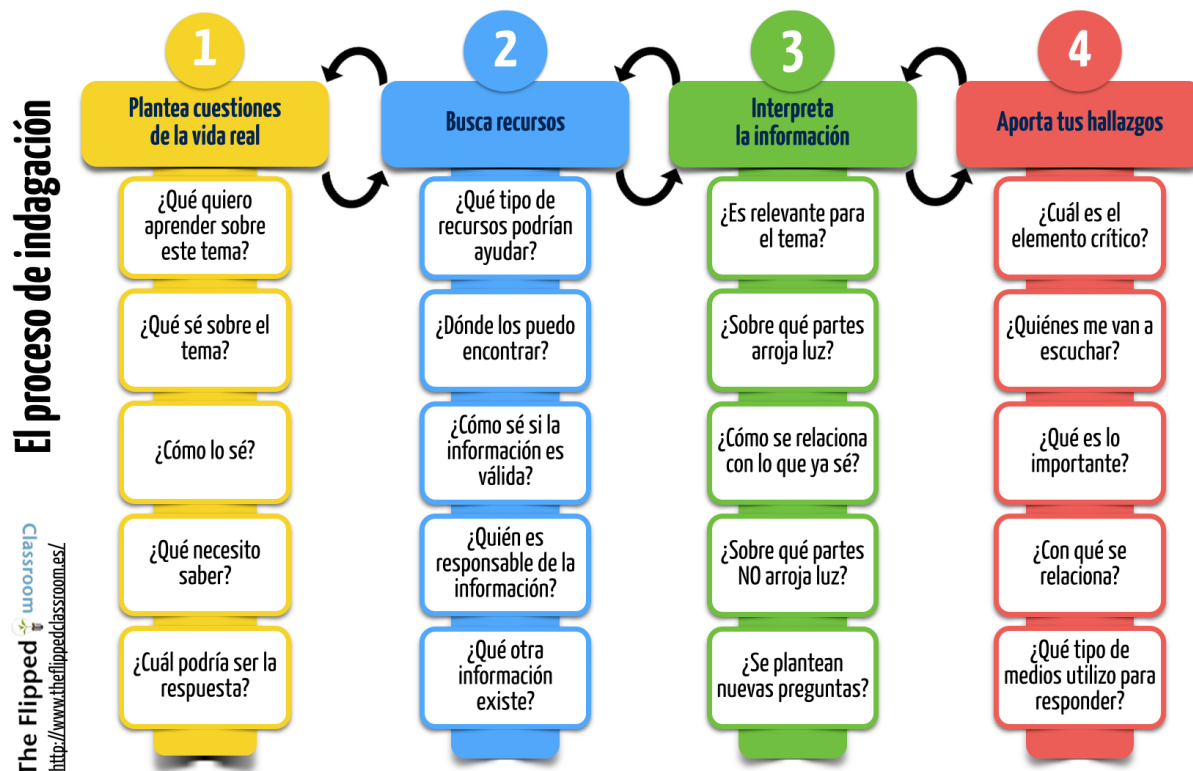 El proceso de indagación
The Flipped Classroom
http://www.theflippedclassroom.es/
1
Plantea cuestiones
de la vida real
¿Qué quiero
aprender sobre
este tema?
¿Qué sé sobre el
tema?
¿Cómo lo sé?
¿Qué necesito
saber?
¿Cuál podría ser la
respuesta?
2
Busca recursos
¿Qué tipo de
recursos podrían
ayudar?
¿Dónde los puedo
encontrar?
¿Cómo sé si la
información es
válida?
¿Quién es
responsable de la
información?
¿Qué otra
información
existe?
3
Interpreta
la información
¿Es relevante para
el tema?
¿Sobre qué partes
arroja luz?
¿Cómo se relaciona
con lo que ya sé?
¿Sobre qué partes
NO arroja luz?
¿Se plantean
nuevas preguntas?
4
Aporta tus hallazgos
¿Cuál es el
elemento crítico?
¿Quiénes me van a
escuchar?
¿Qué es lo
importante?
¿Con qué se
relaciona?
¿Qué tipo de
medios utilizo para
responder?